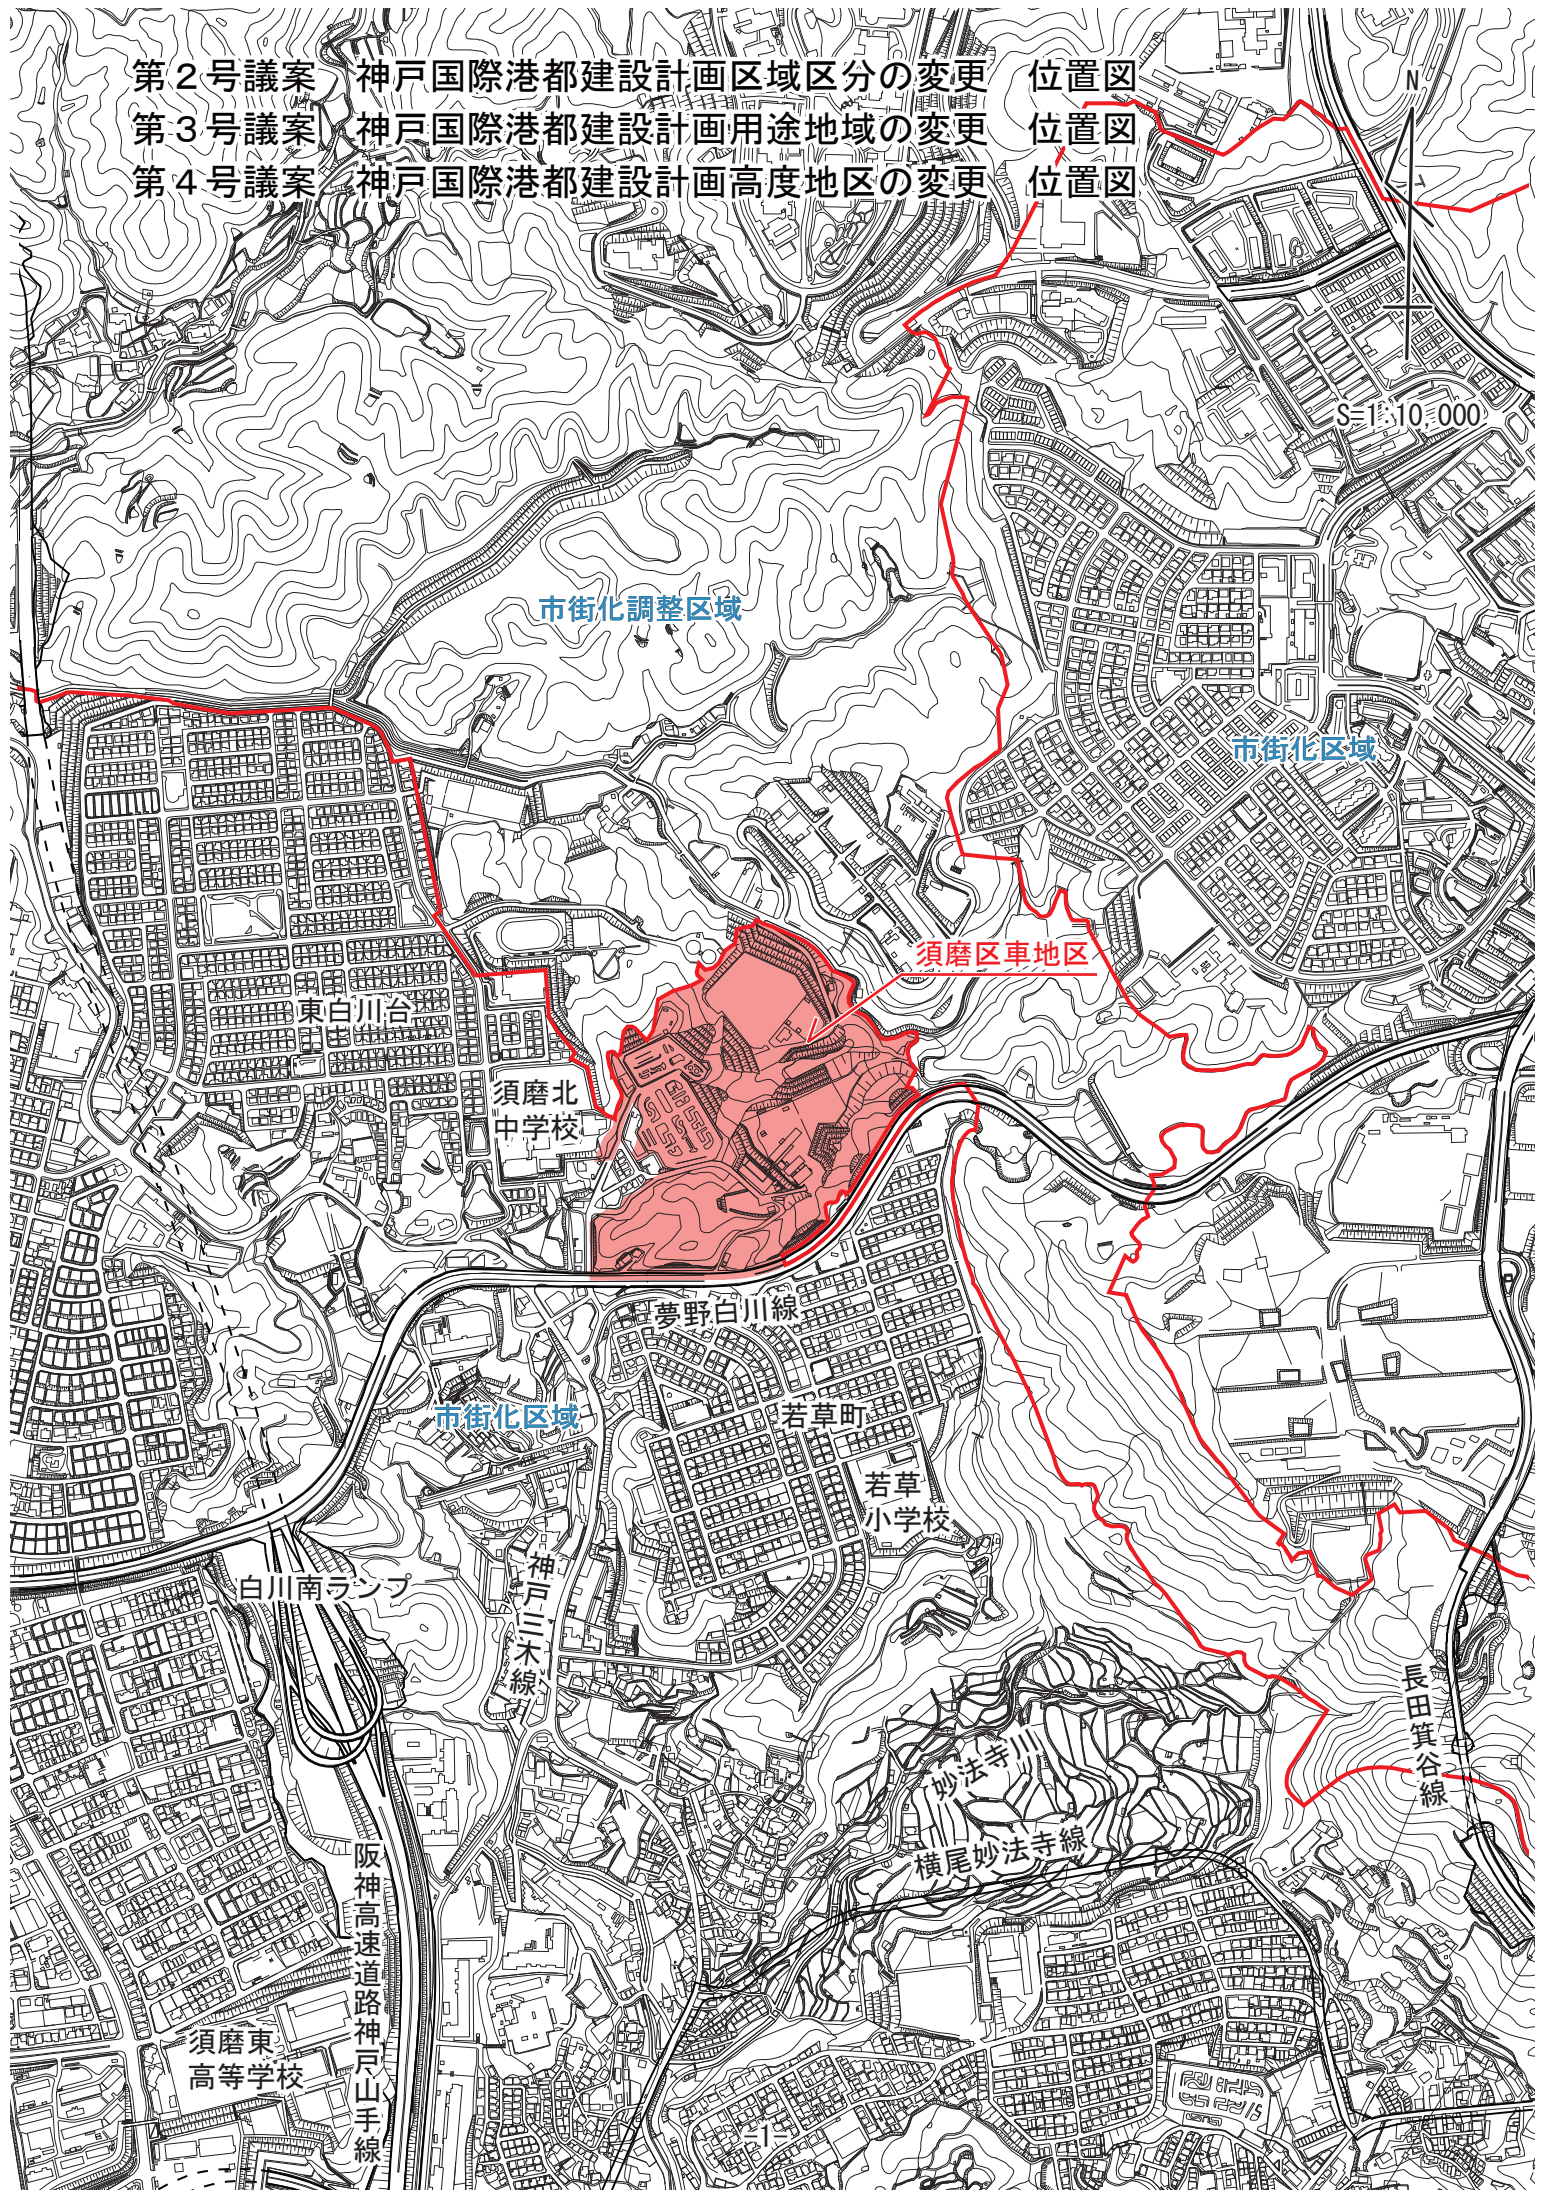 第２号議案　神戸国際港都建設計画区域区分の変更　位置図
第３号議案　神戸国際港都建設計画用途地域の変更　位置図
第４号議案　神戸国際港都建設計画高度地区の変更　位置図
N
S=1:10,000
市街化調整区域
市街化区域
須磨区車地区
東白川台
須磨北
中学校
夢野白川線
市街化区域
若草町
若草
小学校
白川南ランプ
神戸三木線
長田箕谷線
妙法寺川
横尾妙法寺線
阪神高速道路神戸山手線
須磨東
高等学校
-1-